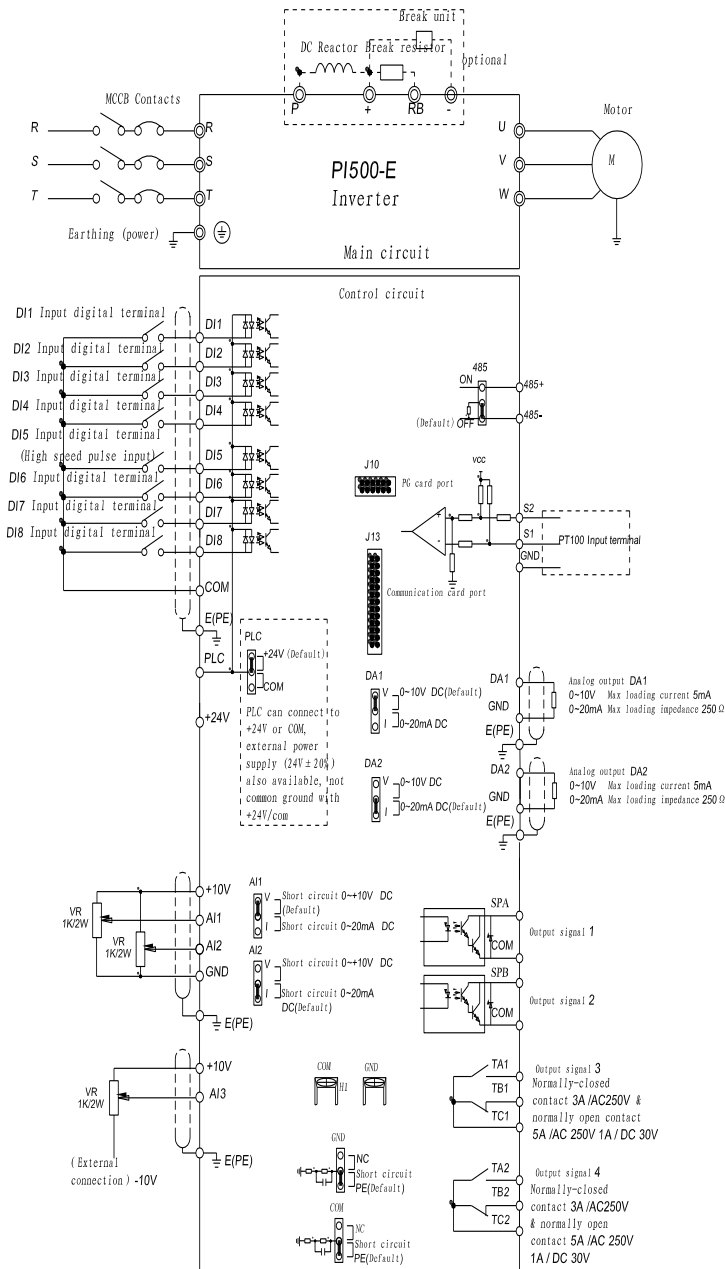 Break unit
DC Reactor Break resistor
optional
P + RB -
MCCB Contacts
Motor
R R U
S S V M
T T W
PI500-E
Inverter
Earthing (power)
Main circuit
Control circuit
DI1 Input digital terminal
DI1
DI2 Input digital terminal
DI2
DI3 Input digital terminal
DI3
DI4 Input digital terminal
DI4
DI5 Input digital terminal
(High speed pulse input)
DI5
DI6 Input digital terminal
DI6
DI7 Input digital terminal
DI7
DI8 Input digital terminal
DI8
COM
E(PE)
PLC
+24V
485
ON
485+
(Default) OFF
485-
J10
PG card port
VCC
S2
S1
GND
PT100 Input terminal
+
-
J13
Communication card port
PLC
+24V (Default)
COM
PLC can connect to
+24V or COM,
external power
supply (24V±20%)
also available, not
common ground with
+24V/com
DA1
V 0~10V DC(Default)
I 0~20mA DC
DA2
V 0~10V DC
I 0~20mA DC(Default)
DA1
GND
E(PE)
Analog output DA1
0~10V Max loading current 5mA
0~20mA Max loading impedance 250Ω
DA2
GND
E(PE)
Analog output DA2
0~10V Max loading current 5mA
0~20mA Max loading impedance 250Ω
+10V
AI1
AI2
GND
E(PE)
VR
1K/2W
VR
1K/2W
AI1
V Short circuit 0~+10V DC
(Default)
I Short circuit 0~20mA DC
AI2
V Short circuit 0~+10V DC
I Short circuit 0~20mA
DC(Default)
SPA
COM
Output signal 1
SPB
COM
Output signal 2
+10V
AI3
VR
1K/2W
E(PE)
(External
connection) -10V
COM GND
H1
GND
NC
Short circuit
PE(Default)
COM
NC
Short circuit
PE(Default)
TA1
TB1
TC1
Output signal 3
Normally-closed
contact 3A /AC250V &
normally open contact
5A /AC 250V 1A / DC 30V
TA2
TB2
TC2
Output signal 4
Normally-closed
contact 3A /AC250V
& normally open
contact 5A /AC 250V
1A / DC 30V